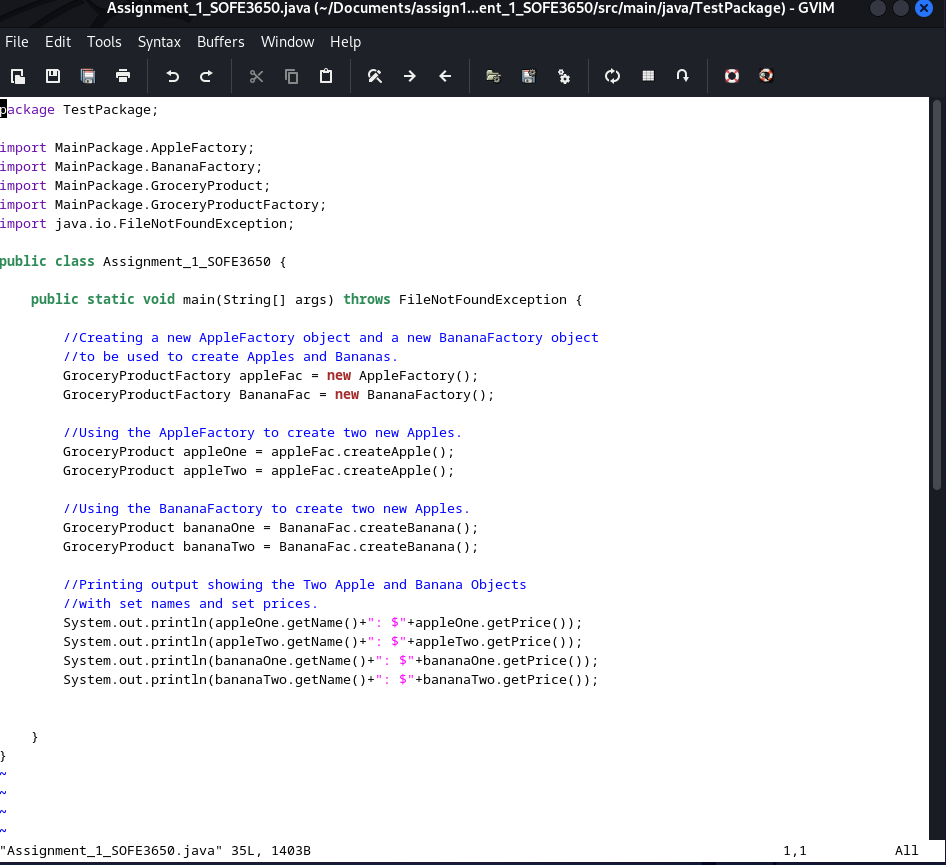 Assignment_1_SOFE3650.java (~/Documents/assign1...ent_1_SOFE3650/src/main/java/TestPackage) - GVIM
File Edit Tools Syntax Buffers Window Help
package TestPackage;

import MainPackage.AppleFactory;
import MainPackage.BananaFactory;
import MainPackage.GroceryProduct;
import MainPackage.GroceryProductFactory;
import java.io.FileNotFoundException;

public class Assignment_1_SOFE3650 {

    public static void main(String[] args) throws FileNotFoundException {

        //Creating a new AppleFactory object and a new BananaFactory object
        //to be used to create Apples and Bananas.
        GroceryProductFactory appleFac = new AppleFactory();
        GroceryProductFactory BananaFac = new BananaFactory();

        //Using the AppleFactory to create two new Apples.
        GroceryProduct appleOne = appleFac.createApple();
        GroceryProduct appleTwo = appleFac.createApple();

        //Using the BananaFactory to create two new Apples.
        GroceryProduct bananaOne = BananaFac.createBanana();
        GroceryProduct bananaTwo = BananaFac.createBanana();

        //Printing output showing the Two Apple and Banana Objects
        //with set names and set prices.
        System.out.println(appleOne.getName()+": $"+appleOne.getPrice());
        System.out.println(appleTwo.getName()+": $"+appleTwo.getPrice());
        System.out.println(bananaOne.getName()+": $"+bananaOne.getPrice());
        System.out.println(bananaTwo.getName()+": $"+bananaTwo.getPrice());


    }
}
~
~
~
~
"Assignment_1_SOFE3650.java" 35L, 1403B 1,1 All